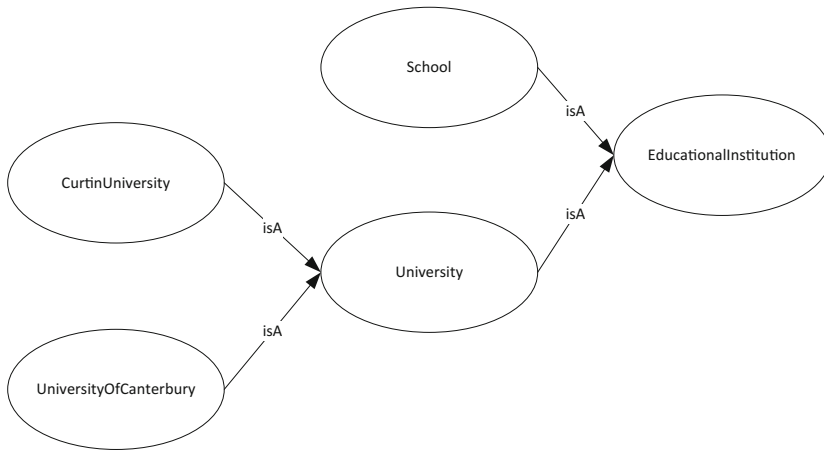 School
isA
EducationalInstitution
CurtinUniversity
isA
isA
University
isA
UniversityOfCanterbury